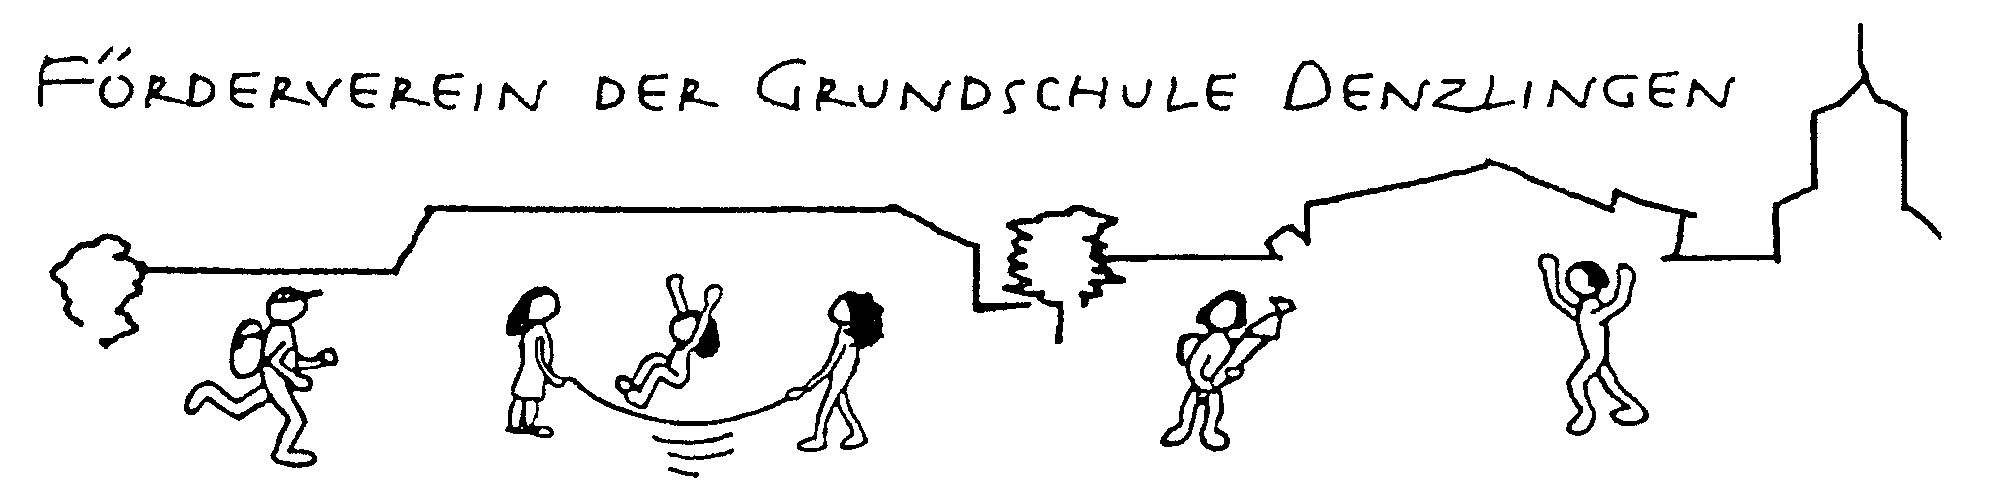 FÖRDERVEREIN DER GRUNDSCHULE DENZLINGEN